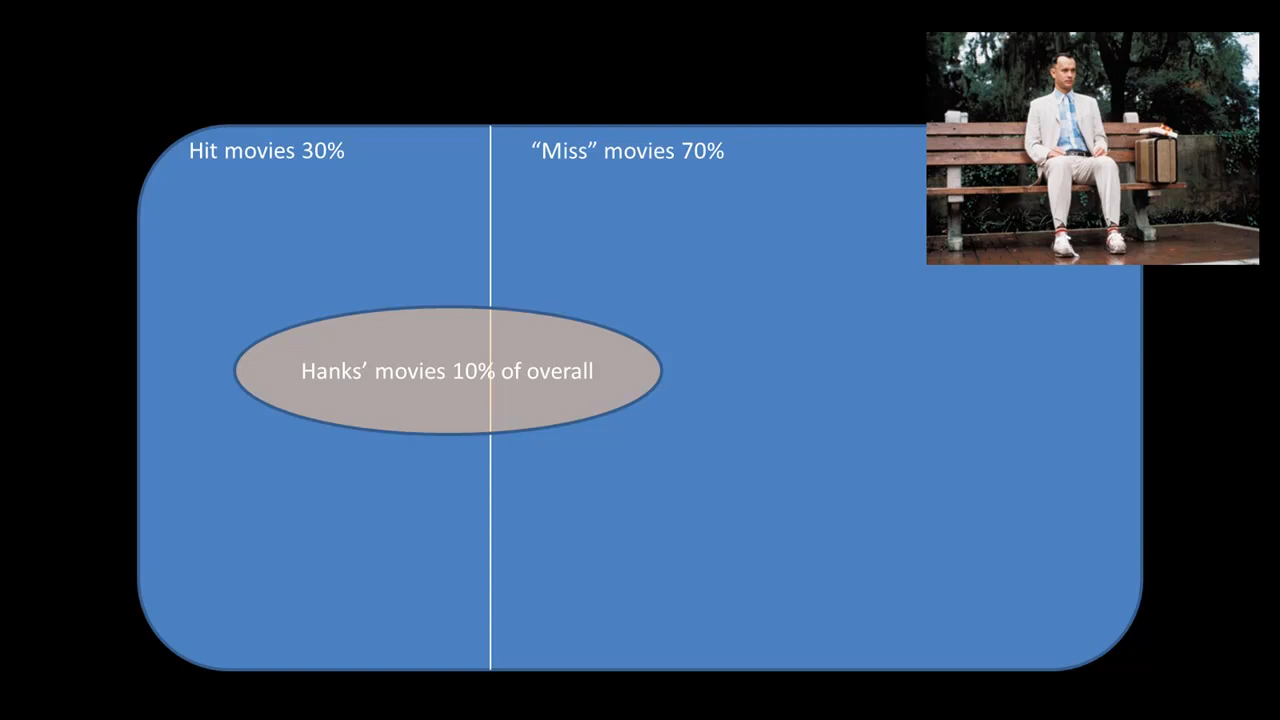 Hit movies 30%
“Miss” movies 70%
Hanks’ movies 10% of overall